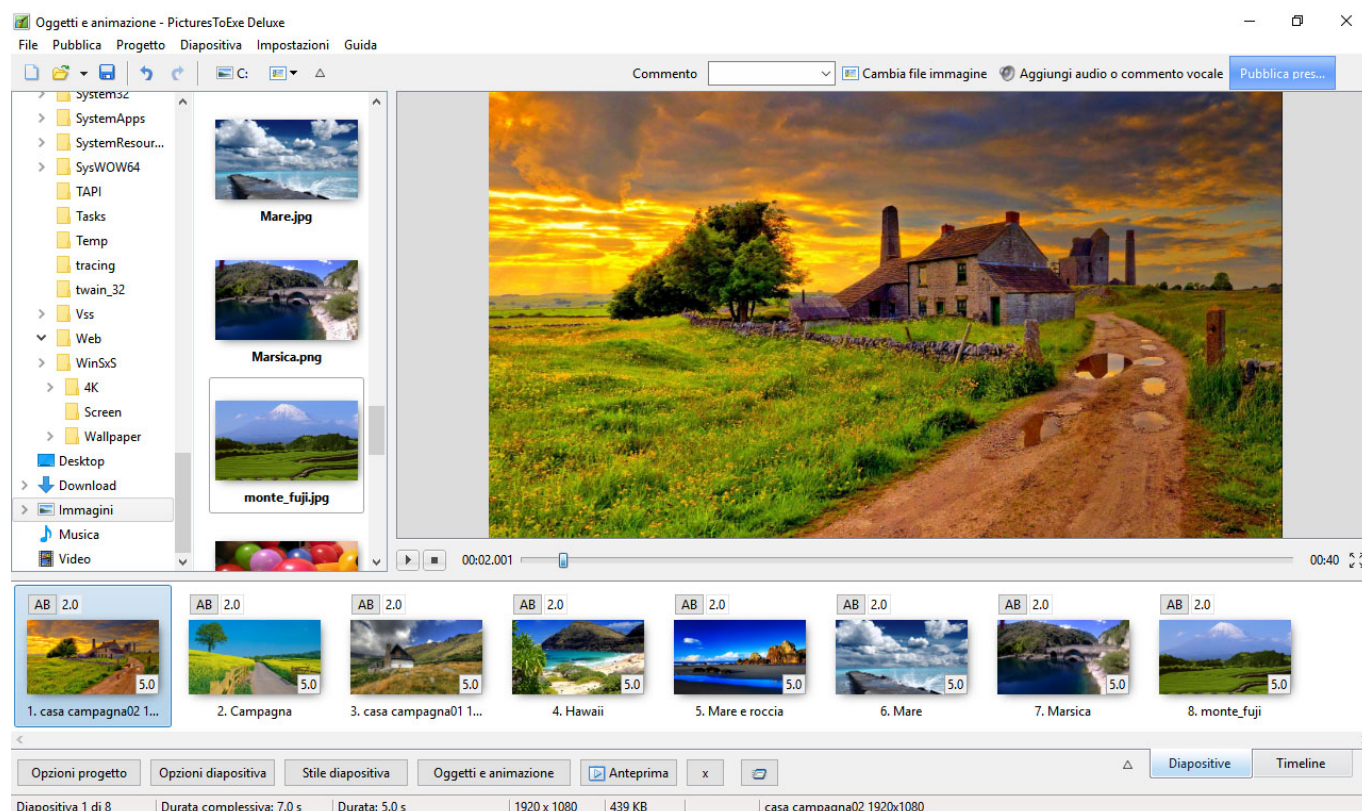 Oggetti e animazione - PicturesToExe Deluxe
File Pubblica Progetto Diapositiva Impostazioni Guida
C: Commento Cambia file immagine Aggiungi audio o commento vocale Pubblica pres...
System32
SystemApps
SystemResour...
SysWOW64
TAPI
Tasks
Temp
tracing
twain_32
Vss
Web
WinSxS
4K
Screen
Wallpaper
Desktop
Download
Immagini
Musica
Video
Mare.jpg
Marsica.png
monte_fuji.jpg
00:02.001 00:40
AB 2.0 AB 2.0 AB 2.0 AB 2.0 AB 2.0 AB 2.0 AB 2.0 AB 2.0
5.0 5.0 5.0 5.0 5.0 5.0 5.0 5.0
1. casa campagna02 1... 2. Campagna 3. casa campagna01 1... 4. Hawaii 5. Mare e roccia 6. Mare 7. Marsica 8. monte_fuji
Opzioni progetto Opzioni diapositiva Stile diapositiva Oggetti e animazione Anteprima x Diapositive Timeline
Diapositiva 1 di 8 Durata complessiva: 7.0 s Durata: 5.0 s 1920 x 1080 439 KB casa campagna02 1920x1080